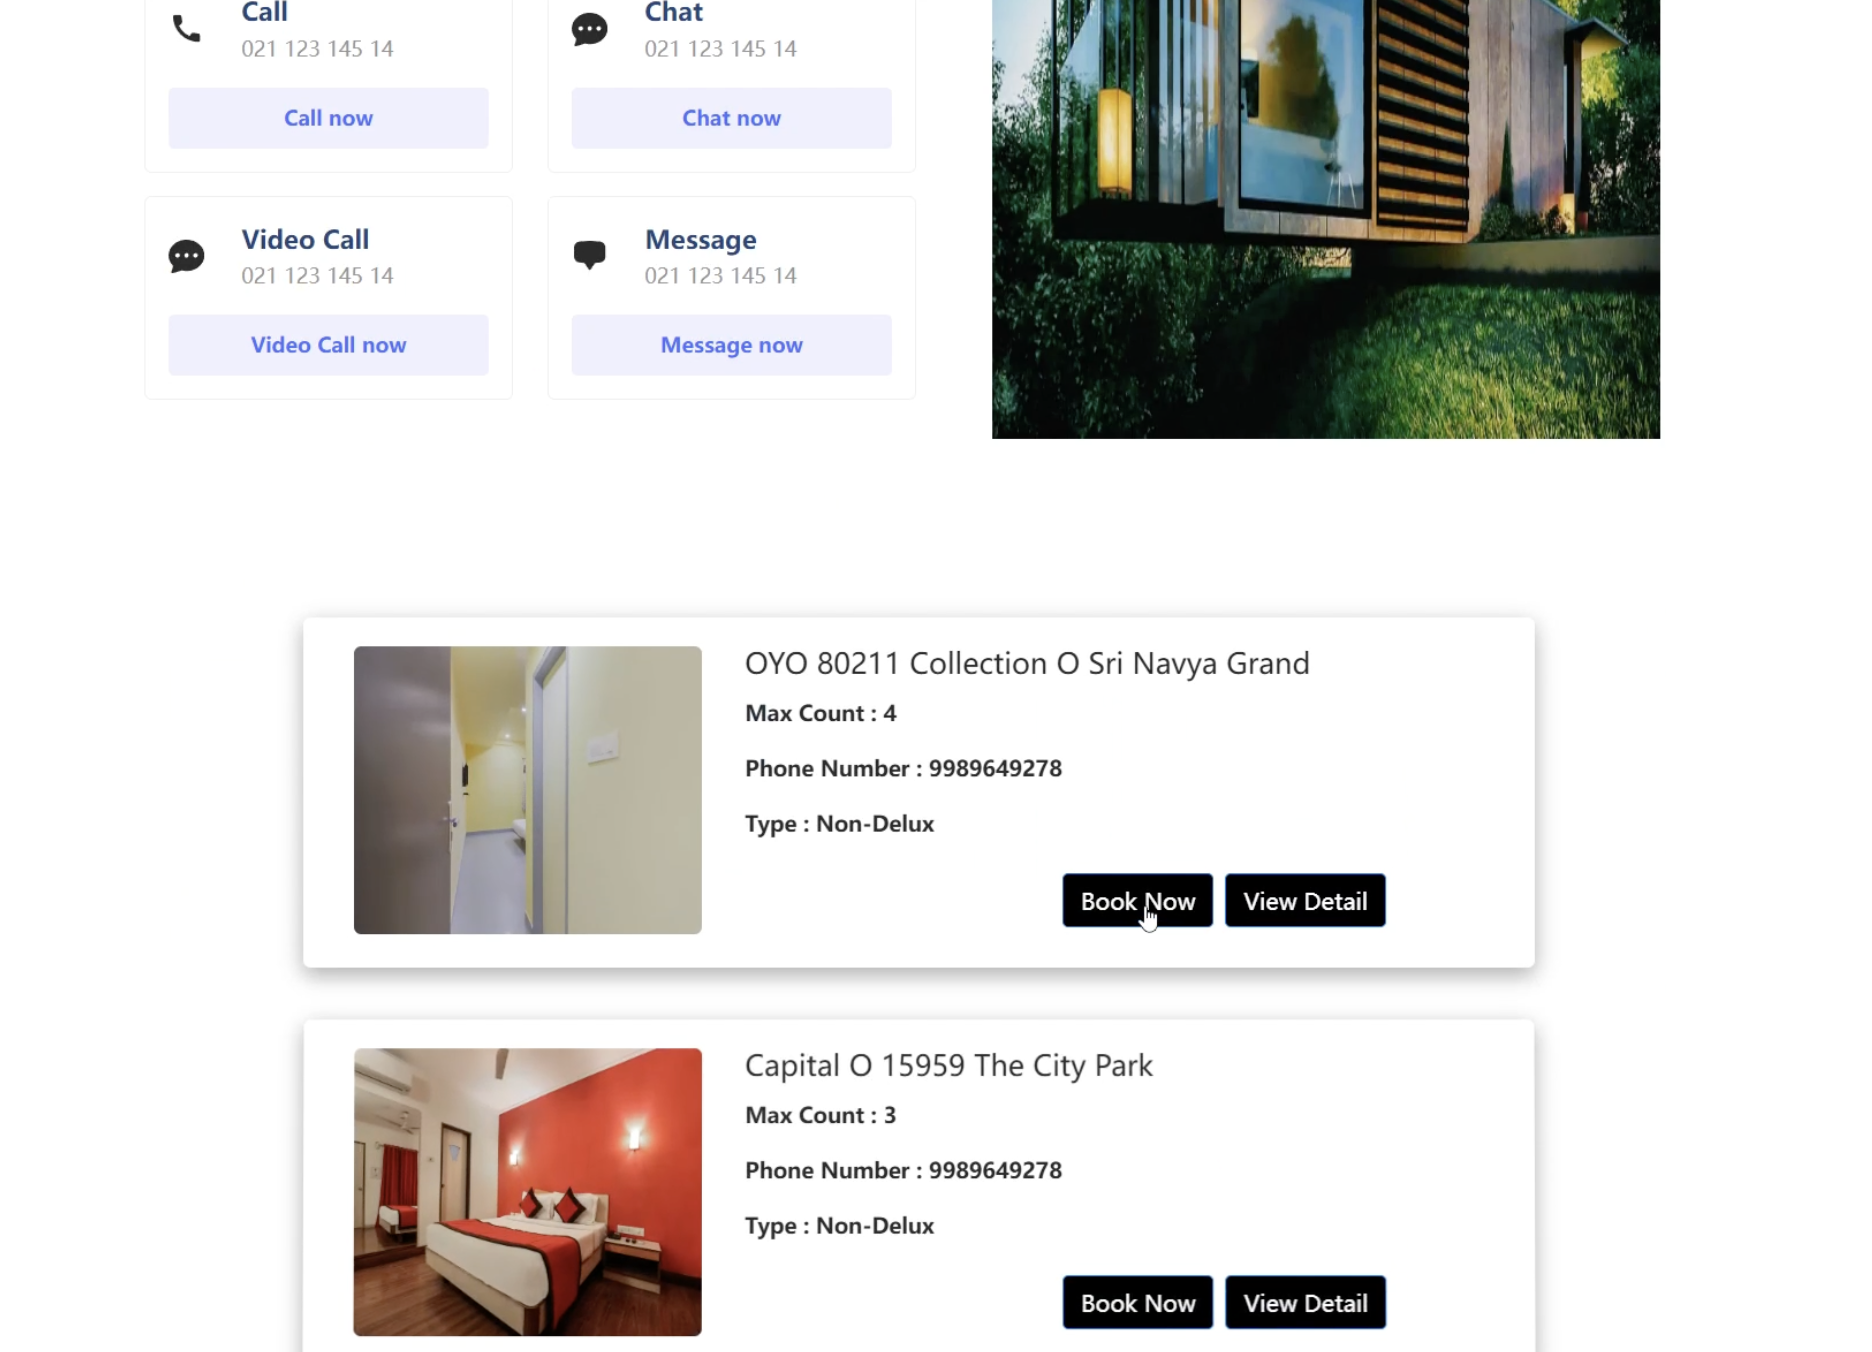 Call
021 123 145 14
Call now
Chat
021 123 145 14
Chat now
Video Call
021 123 145 14
Video Call now
Message
021 123 145 14
Message now
OYO 80211 Collection O Sri Navya Grand
Max Count : 4
Phone Number : 9989649278
Type : Non-Delux
Book Now
View Detail
Capital O 15959 The City Park
Max Count : 3
Phone Number : 9989649278
Type : Non-Delux
Book Now
View Detail